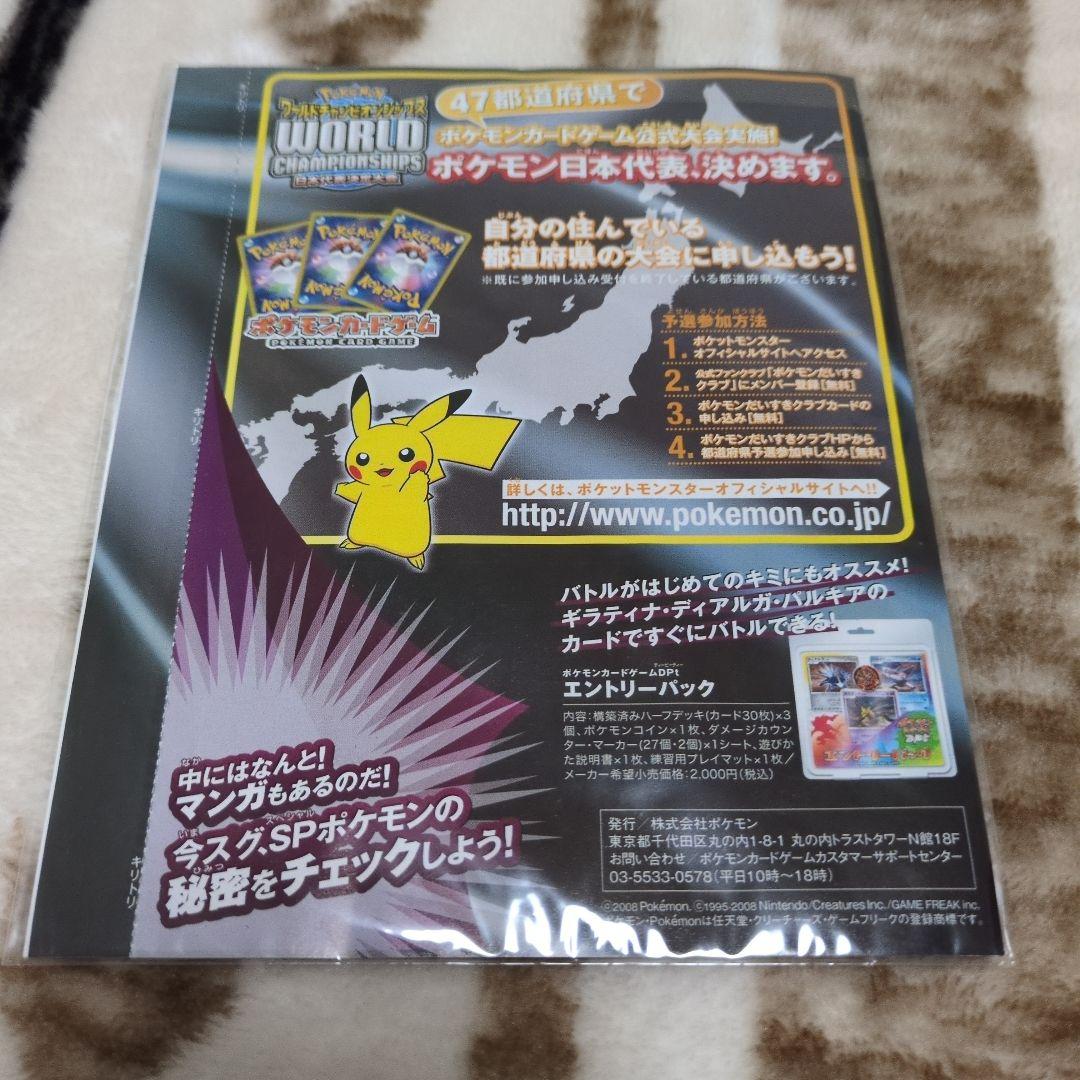 POKéMON
ワールドチャンピオンシップス
WORLD
CHAMPIONSHIPS
日本代表決定大会
47都道府県で
ポケモンカードゲーム公式大会実施!
ポケモン日本代表、決めます。
自分の住んでいる
都道府県の大会に申し込もう!
※既に参加申し込み受付を終了している都道府県がございます。
ポケモンカードゲーム
POKÉMON CARD GAME
予選参加方法
1. ポケットモンスター
オフィシャルサイトへアクセス
2. 公式ファンクラブ「ポケモンだいすき
クラブ」にメンバー登録[無料]
3. ポケモンだいすきクラブカードの
申し込み[無料]
4. ポケモンだいすきクラブHPから
都道府県予選参加申し込み[無料]
詳しくは、ポケットモンスターオフィシャルサイトへ!!
http://www.pokemon.co.jp/
キリトリ
キリトリ
バトルがはじめてのキミにもオススメ!
ギラティナ・ディアルガ・パルキアの
カードですぐにバトルできる!
ポケモンカードゲームDPt
エントリーパック
内容:構築済みハーフデッキ(カード30枚)×3
個、ポケモンコイン×1枚、ダメージカウン
ター・マーカー(27個・2個)×1シート、遊びか
た説明書×1枚、練習用プレイマット×1枚/
メーカー希望小売価格:2,000円(税込)
中にはなんと!
マンガもあるのだ!
今スグ、SPポケモンの
秘密をチェックしよう!
発行/株式会社ポケモン
東京都千代田区丸の内1-8-1 丸の内トラストタワーN館18F
お問い合わせ/ポケモンカードゲームカスタマーサポートセンター
03-5533-0578(平日10時〜18時)
©2008 Pokémon. ©1995-2008 Nintendo/Creatures Inc./GAME FREAK inc.
ポケモン・Pokémonは任天堂・クリーチャーズ・ゲームフリークの登録商標です。